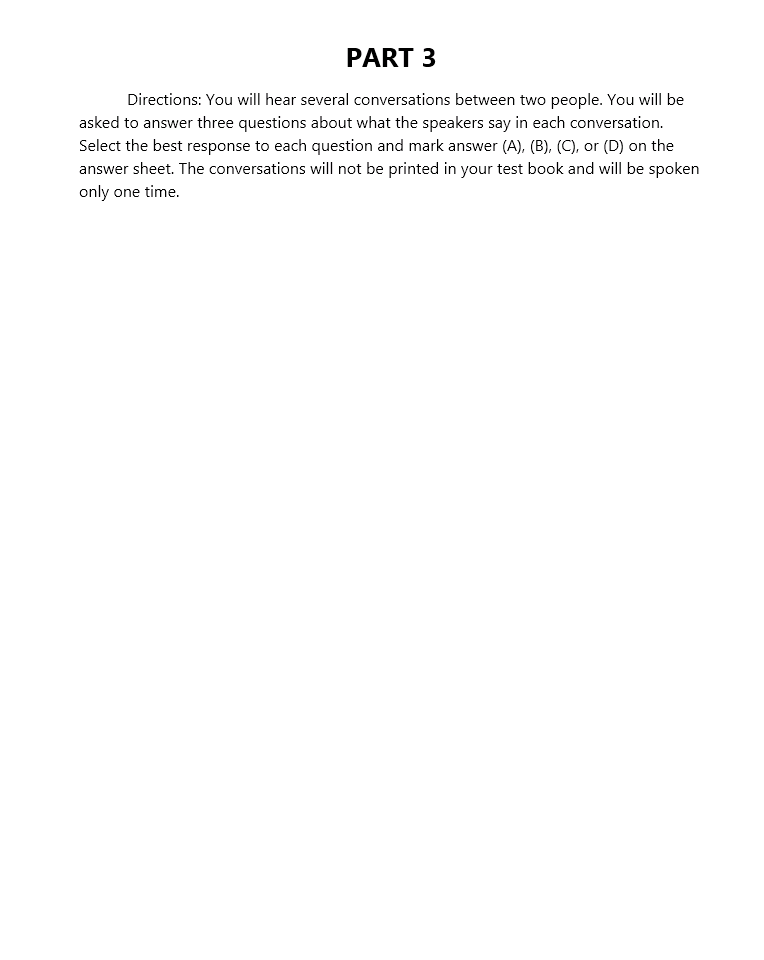 PART 3
Directions: You will hear several conversations between two people. You will be
asked to answer three questions about what the speakers say in each conversation.
Select the best response to each question and mark answer (A), (B), (C), or (D) on the
answer sheet. The conversations will not be printed in your test book and will be spoken
only one time.